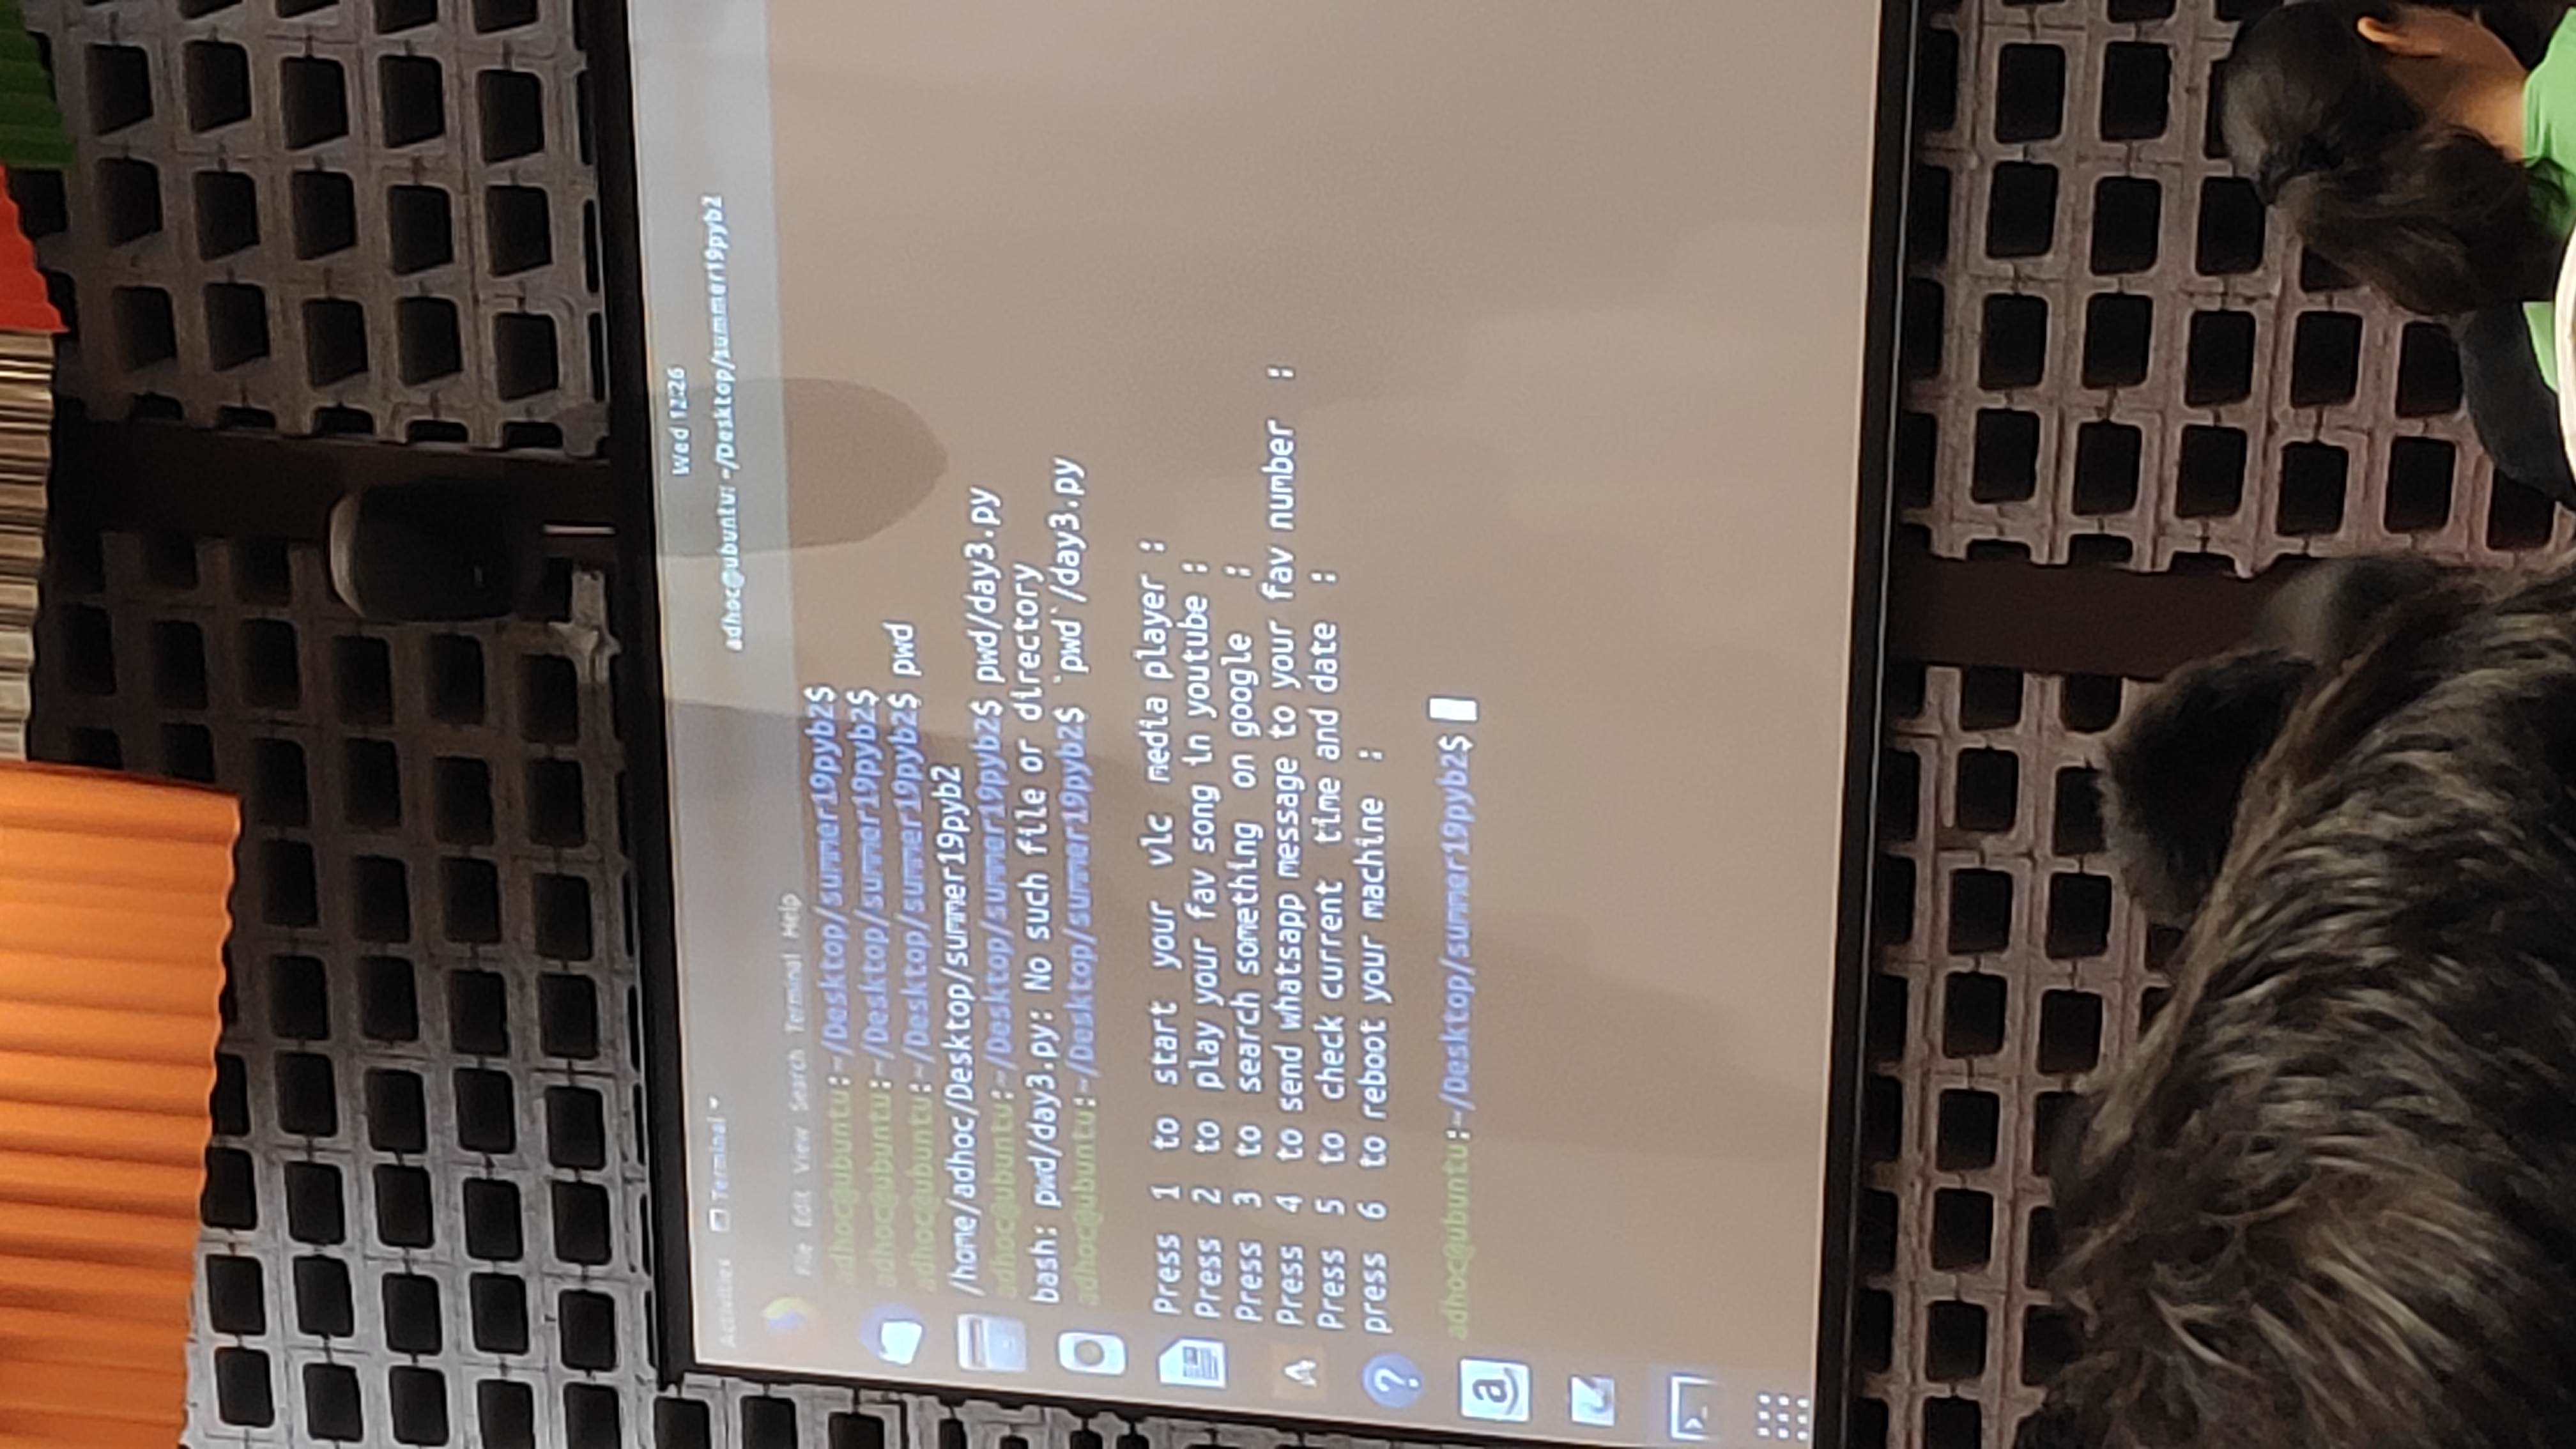 Wed 12:26
Activities Terminal
adhoc@ubuntu: ~/Desktop/summer19pyb2
File Edit View Search Terminal Help
adhoc@ubuntu:~/Desktop/summer19pyb2$
adhoc@ubuntu:~/Desktop/summer19pyb2$
adhoc@ubuntu:~/Desktop/summer19pyb2$ pwd
/home/adhoc/Desktop/summer19pyb2
adhoc@ubuntu:~/Desktop/summer19pyb2$ pwd/day3.py
bash: pwd/day3.py: No such file or directory
adhoc@ubuntu:~/Desktop/summer19pyb2$ `pwd`/day3.py
Press 1 to start your vlc media player :
Press 2 to play your fav song in youtube :
Press 3 to search something on google :
Press 4 to send whatsapp message to your fav number :
Press 5 to check current time and date :
press 6 to reboot your machine :
adhoc@ubuntu:~/Desktop/summer19pyb2$